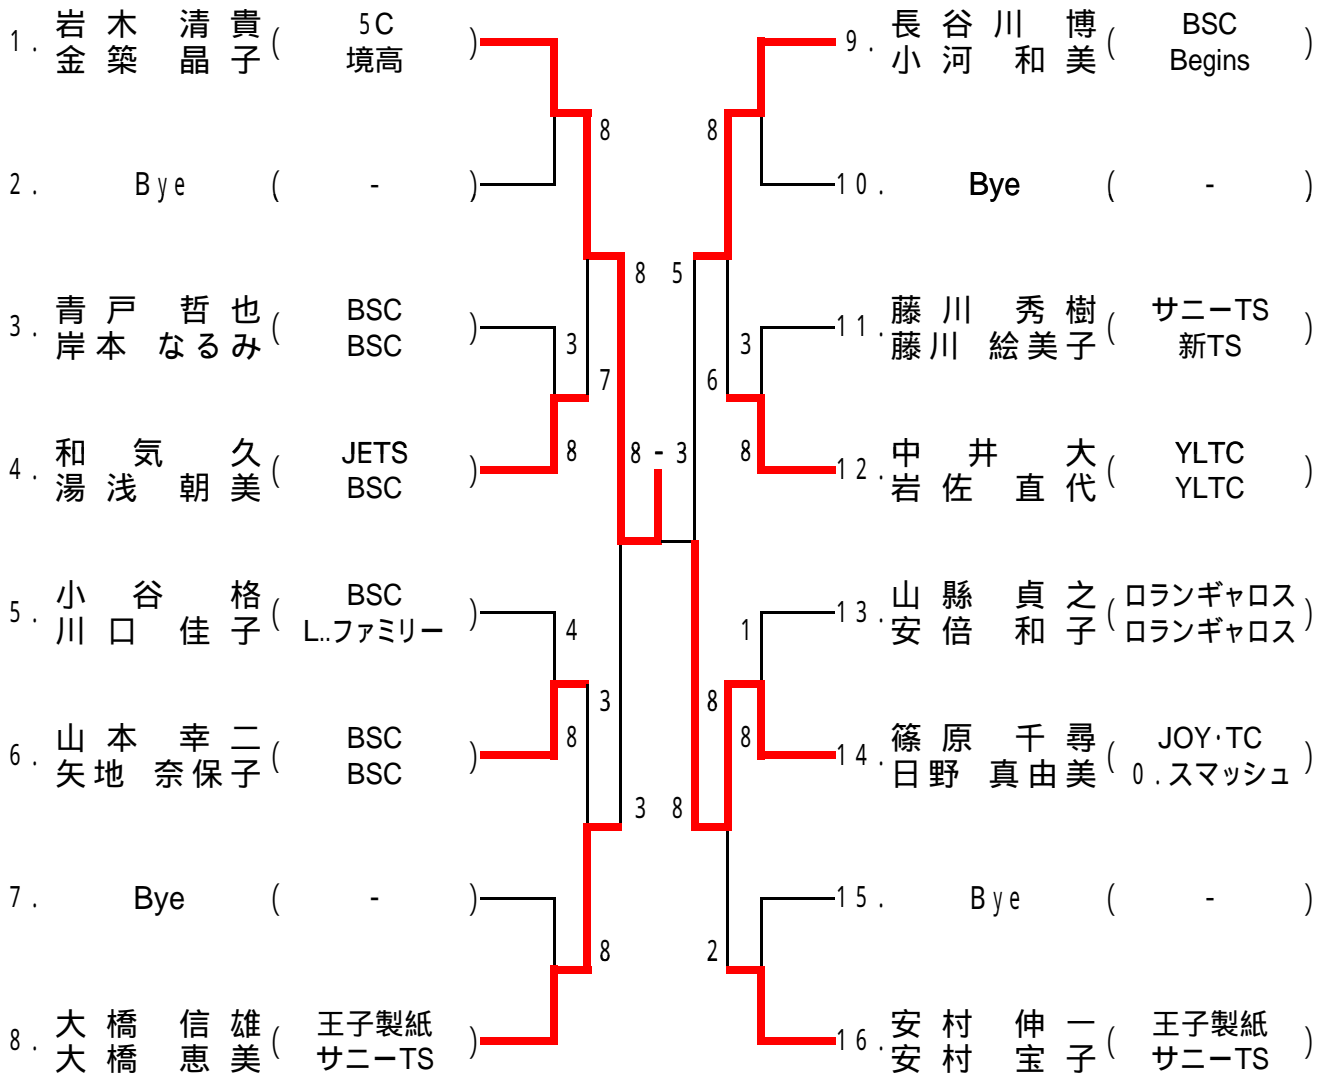 1. 岩木 清貴 ( 5C )
金築 晶子 境高
2. Bye ( - )
3. 青戸 哲也 ( BSC )
岸本 なるみ BSC
4. 和気 久 ( JETS )
湯浅 朝美 BSC
5. 小谷 格 ( BSC )
川口 佳子 L..ファミリー
6. 山本 幸二 ( BSC )
矢地 奈保子 BSC
7. Bye ( - )
8. 大橋 信雄 ( 王子製紙 )
大橋 恵美 サニーTS
8
3
8
7
4
8
3
8
8
3
8 - 3
5
8
8
3
8
6
1
8
8
2
9. 長谷川 博 ( BSC )
小河 和美 Begins
10. Bye ( - )
11. 藤川 秀樹 ( サニーTS )
藤川 絵美子 新TS
12. 中井 大 ( YLTC )
岩佐 直代 YLTC
13. 山縣 貞之 ( ロランギャロス )
安倍 和子 ロランギャロス
14. 篠原 千尋 ( JOY・TC )
日野 真由美 O.スマッシュ
15. Bye ( - )
16. 安村 伸一 ( 王子製紙 )
安村 宝子 サニーTS